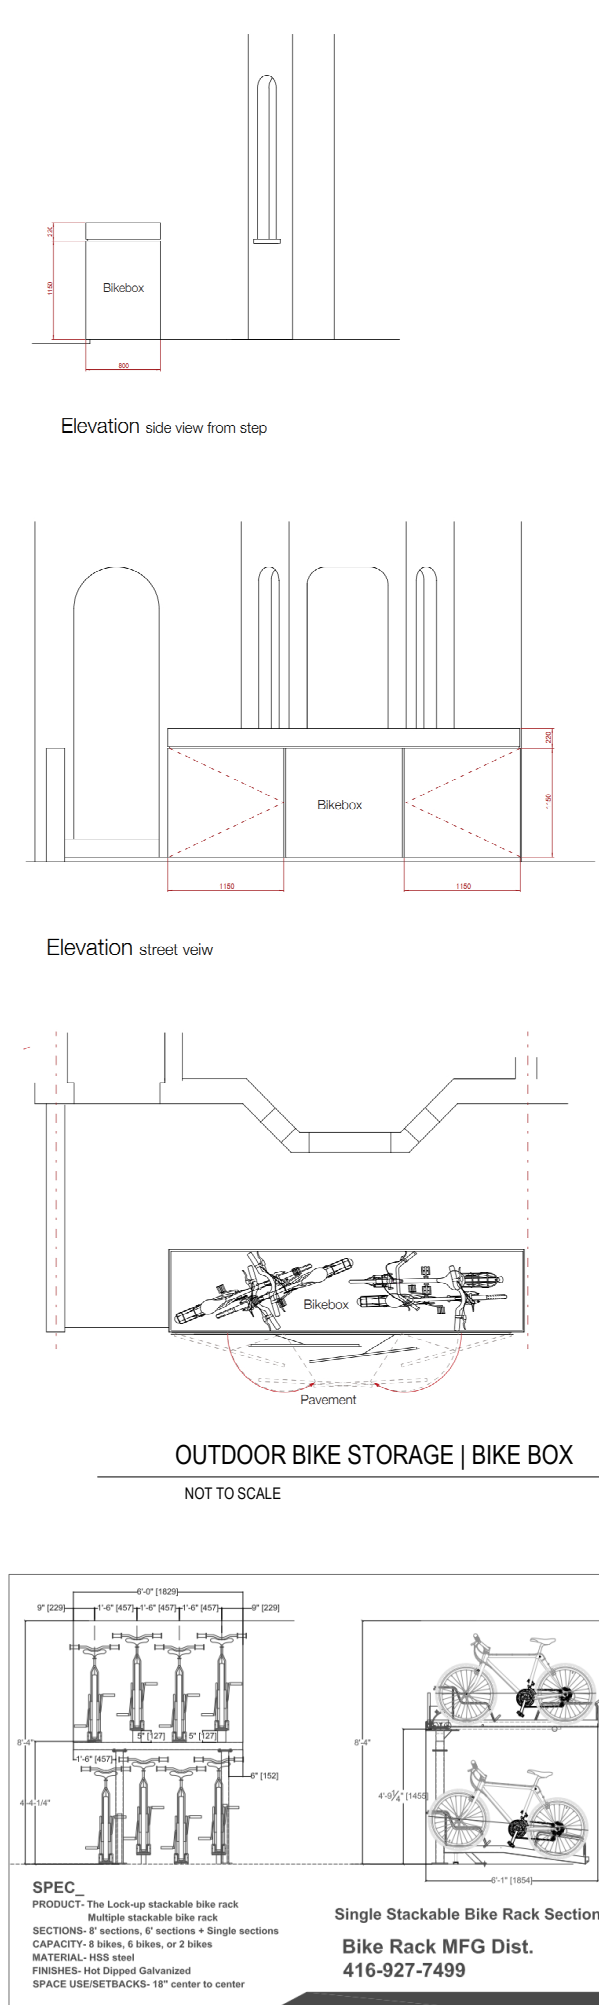 220
1150
Bikebox
800
Elevation side view from step
220
Bikebox
1150
1150
1150
Elevation street veiw
Bikebox
Pavement
OUTDOOR BIKE STORAGE | BIKE BOX
NOT TO SCALE
6'-0" [1829]
9" [229] 1'-6" [457] 1'-6" [457] 1'-6" [457] 9" [229]
8'-4"
5" [127] 5" [127]
1'-6" [457]
6" [152]
4'-4-1/4"
8'-4"
4'-9¼" [1455]
6'-1" [1854]
SPEC_
PRODUCT- The Lock-up stackable bike rack
Multiple stackable bike rack
SECTIONS- 8' sections, 6' sections + Single sections
CAPACITY- 8 bikes, 6 bikes, or 2 bikes
MATERIAL- HSS steel
FINISHES- Hot Dipped Galvanized
SPACE USE/SETBACKS- 18" center to center
Single Stackable Bike Rack Section
Bike Rack MFG Dist.
416-927-7499